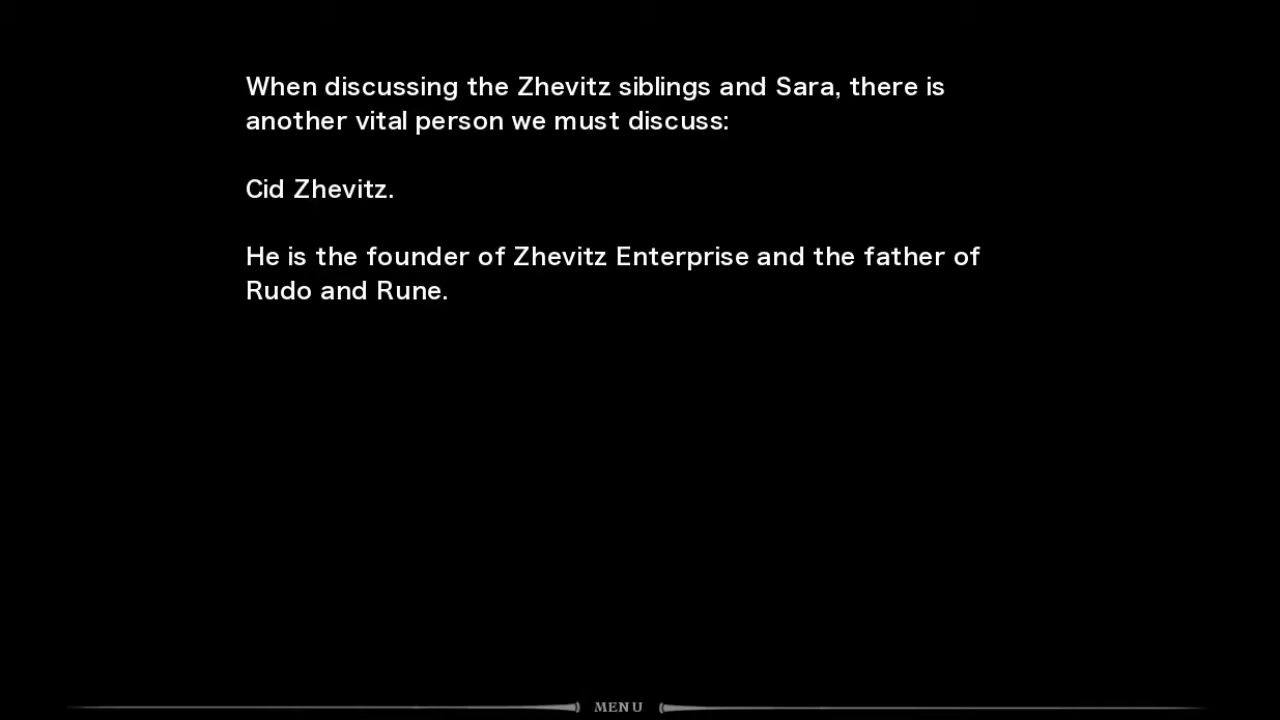 When discussing the Zhevitz siblings and Sara, there is
another vital person we must discuss:
Cid Zhevitz.
He is the founder of Zhevitz Enterprise and the father of
Rudo and Rune.
MENU